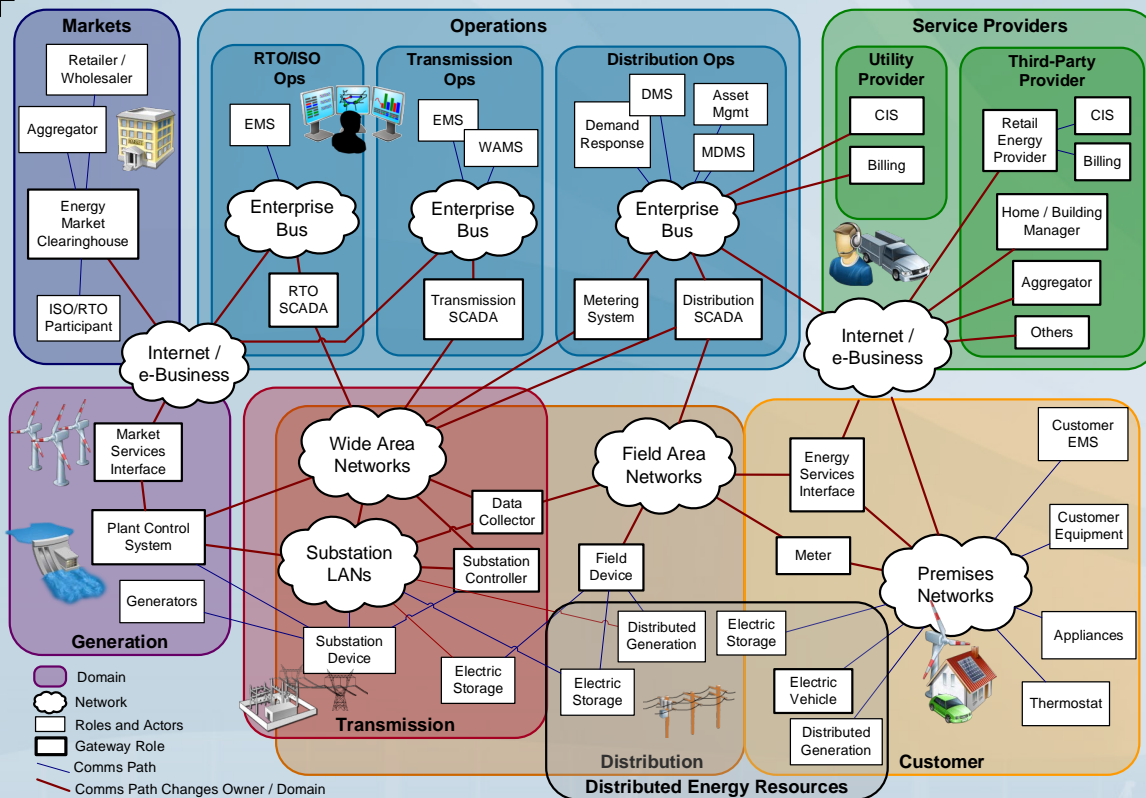 Markets
Retailer /
Wholesaler
Aggregator
Energy
Market
Clearinghouse
ISO/RTO
Participant
Internet /
e-Business
Operations
RTO/ISO
Ops
EMS
Enterprise
Bus
RTO
SCADA
Transmission
Ops
EMS
WAMS
Enterprise
Bus
Transmission
SCADA
Distribution Ops
DMS
Asset
Mgmt
Demand
Response
MDMS
Enterprise
Bus
Metering
System
Distribution
SCADA
Service Providers
Utility
Provider
CIS
Billing
Third-Party
Provider
Retail
Energy
Provider
CIS
Billing
Home / Building
Manager
Aggregator
Others
Internet /
e-Business
Market
Services
Interface
Plant Control
System
Generators
Generation
Wide Area
Networks
Substation
LANs
Data
Collector
Substation
Controller
Substation
Device
Electric
Storage
Transmission
Field Area
Networks
Field
Device
Distributed
Generation
Electric
Storage
Distribution
Energy
Services
Interface
Meter
Premises
Networks
Customer
EMS
Customer
Equipment
Appliances
Thermostat
Electric
Storage
Electric
Vehicle
Distributed
Generation
Customer
Distributed Energy Resources
Domain
Network
Roles and Actors
Gateway Role
Comms Path
Comms Path Changes Owner / Domain